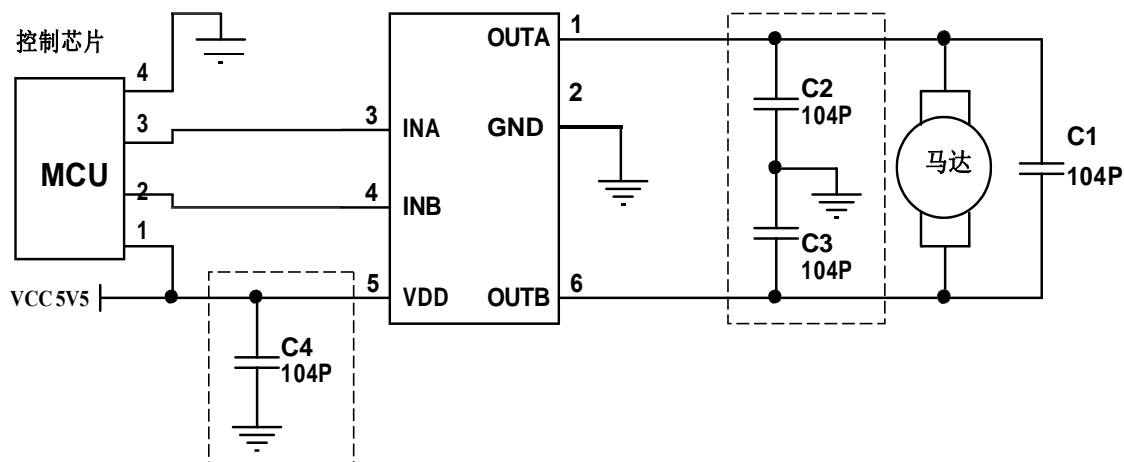 控制芯片
MCU
4
3
2
1
VCC 5V5
3
4
5
INA
INB
VDD
OUTA
GND
OUTB
1
2
6
C4
104P
C2
104P
C3
104P
马达
C1
104P